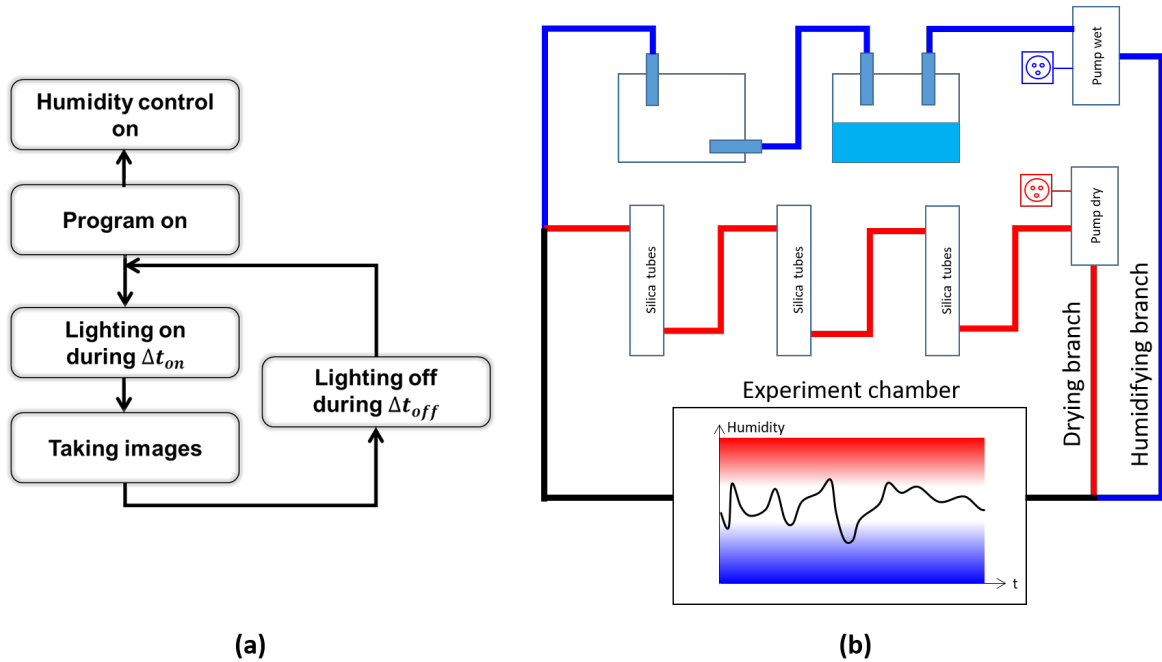 Humidity control
on
Program on
Lighting on
during Δt_on
Taking images
Lighting off
during Δt_off
(a)
Pump wet
Pump dry
Silica tubes
Silica tubes
Silica tubes
Drying branch
Humidifying branch
Experiment chamber
Humidity
t
(b)